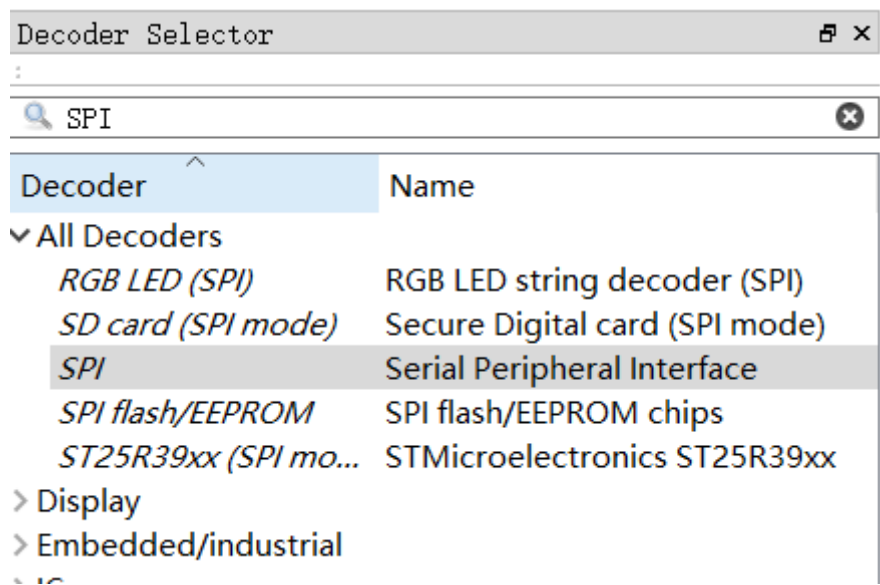 Decoder Selector
SPI
Decoder Name
All Decoders
RGB LED (SPI) RGB LED string decoder (SPI)
SD card (SPI mode) Secure Digital card (SPI mode)
SPI Serial Peripheral Interface
SPI flash/EEPROM SPI flash/EEPROM chips
ST25R39xx (SPI mo... STMicroelectronics ST25R39xx
Display
Embedded/industrial